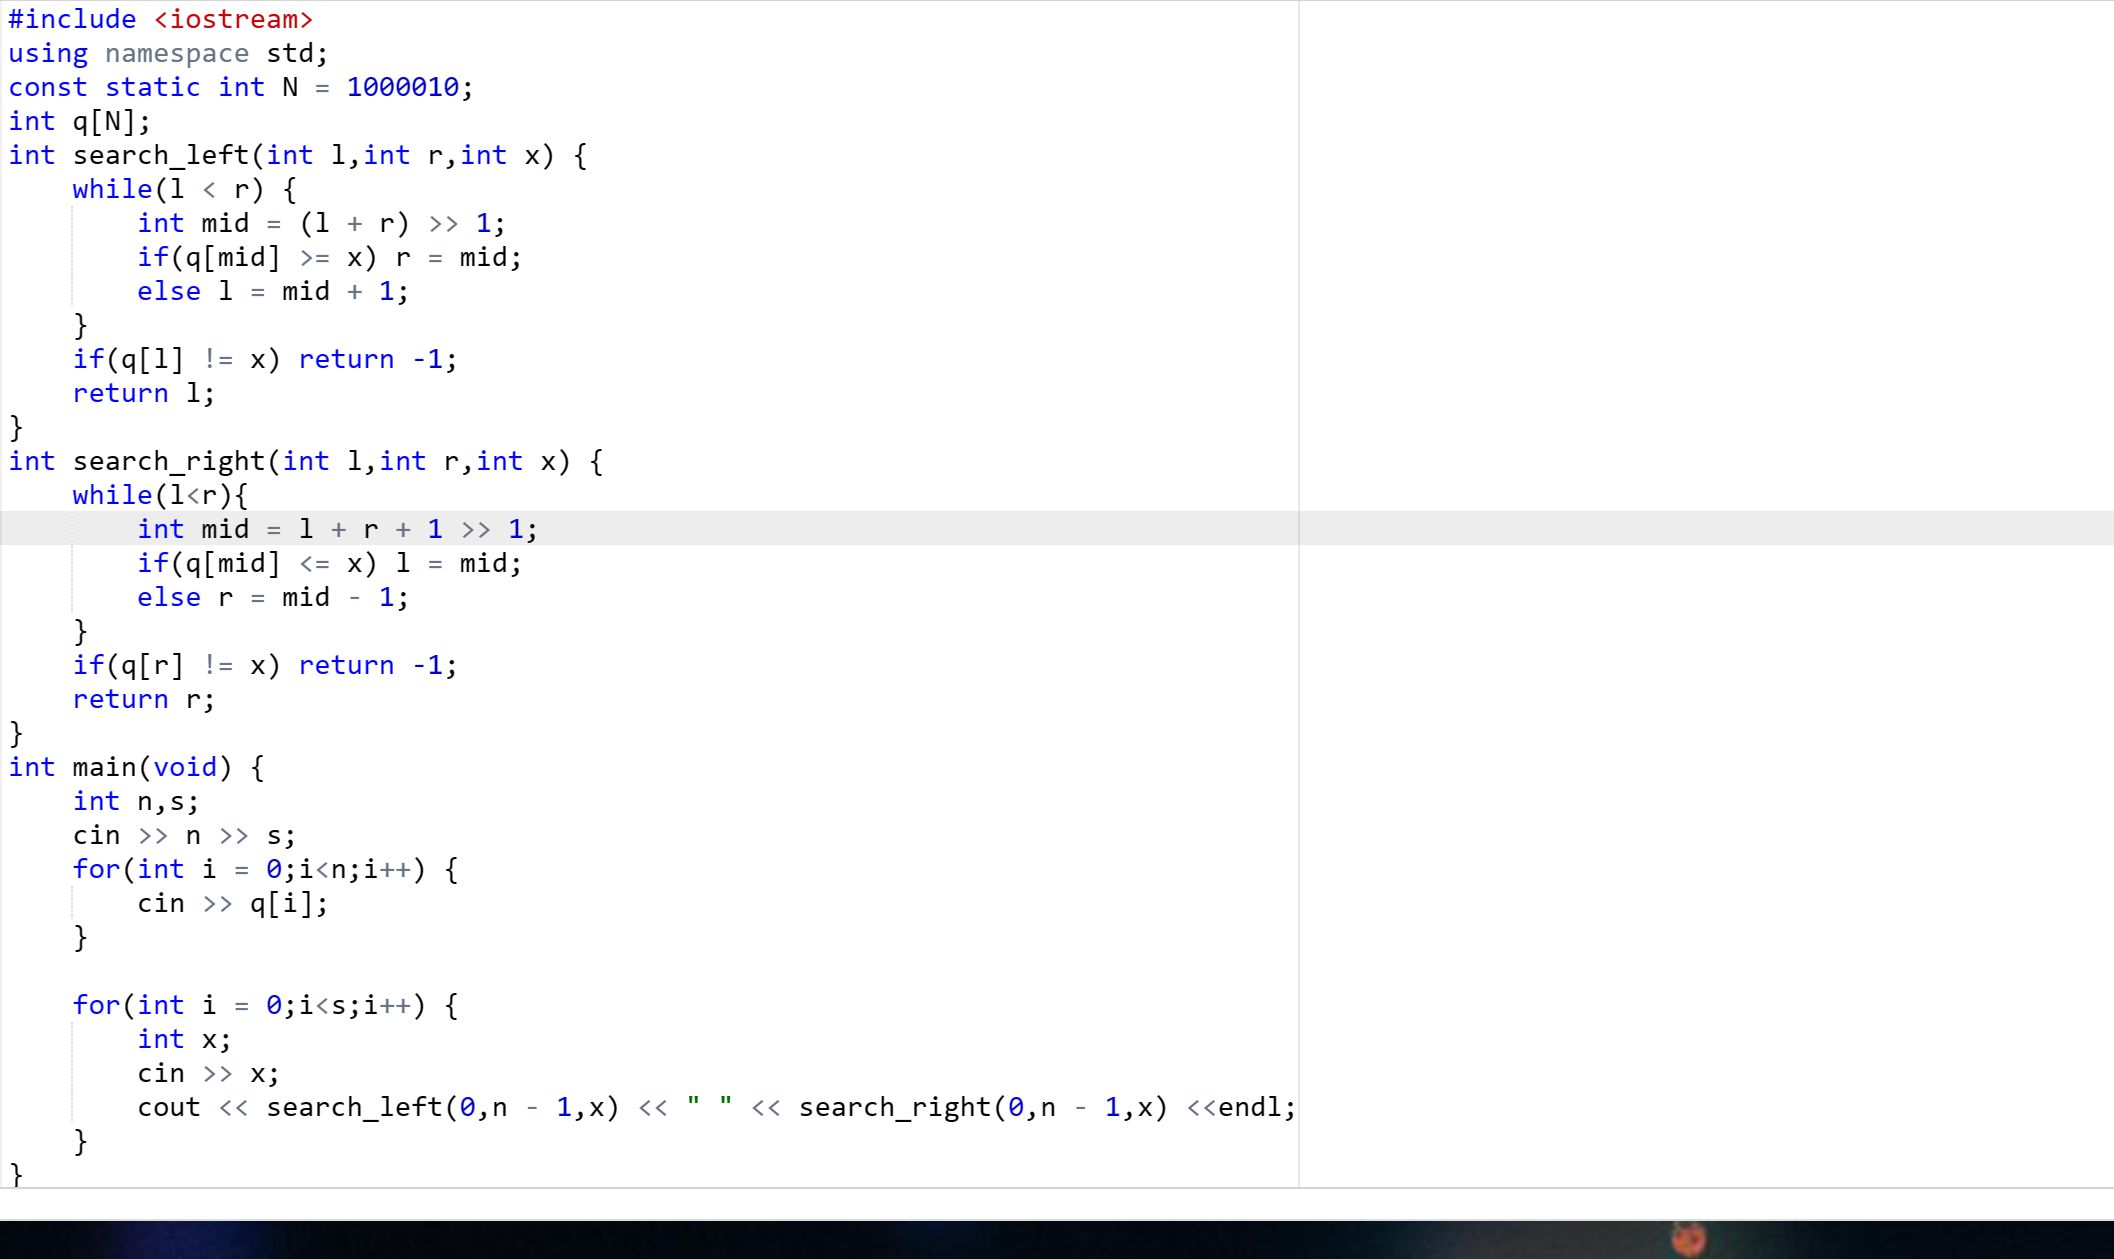 #include <iostream>
using namespace std;
const static int N = 1000010;
int q[N];
int search_left(int l,int r,int x) {
    while(l < r) {
        int mid = (l + r) >> 1;
        if(q[mid] >= x) r = mid;
        else l = mid + 1;
    }
    if(q[l] != x) return -1;
    return l;
}
int search_right(int l,int r,int x) {
    while(l<r){
        int mid = l + r + 1 >> 1;
        if(q[mid] <= x) l = mid;
        else r = mid - 1;
    }
    if(q[r] != x) return -1;
    return r;
}
int main(void) {
    int n,s;
    cin >> n >> s;
    for(int i = 0;i<n;i++) {
        cin >> q[i];
    }

    for(int i = 0;i<s;i++) {
        int x;
        cin >> x;
        cout << search_left(0,n - 1,x) << " " << search_right(0,n - 1,x) <<endl;
    }
}